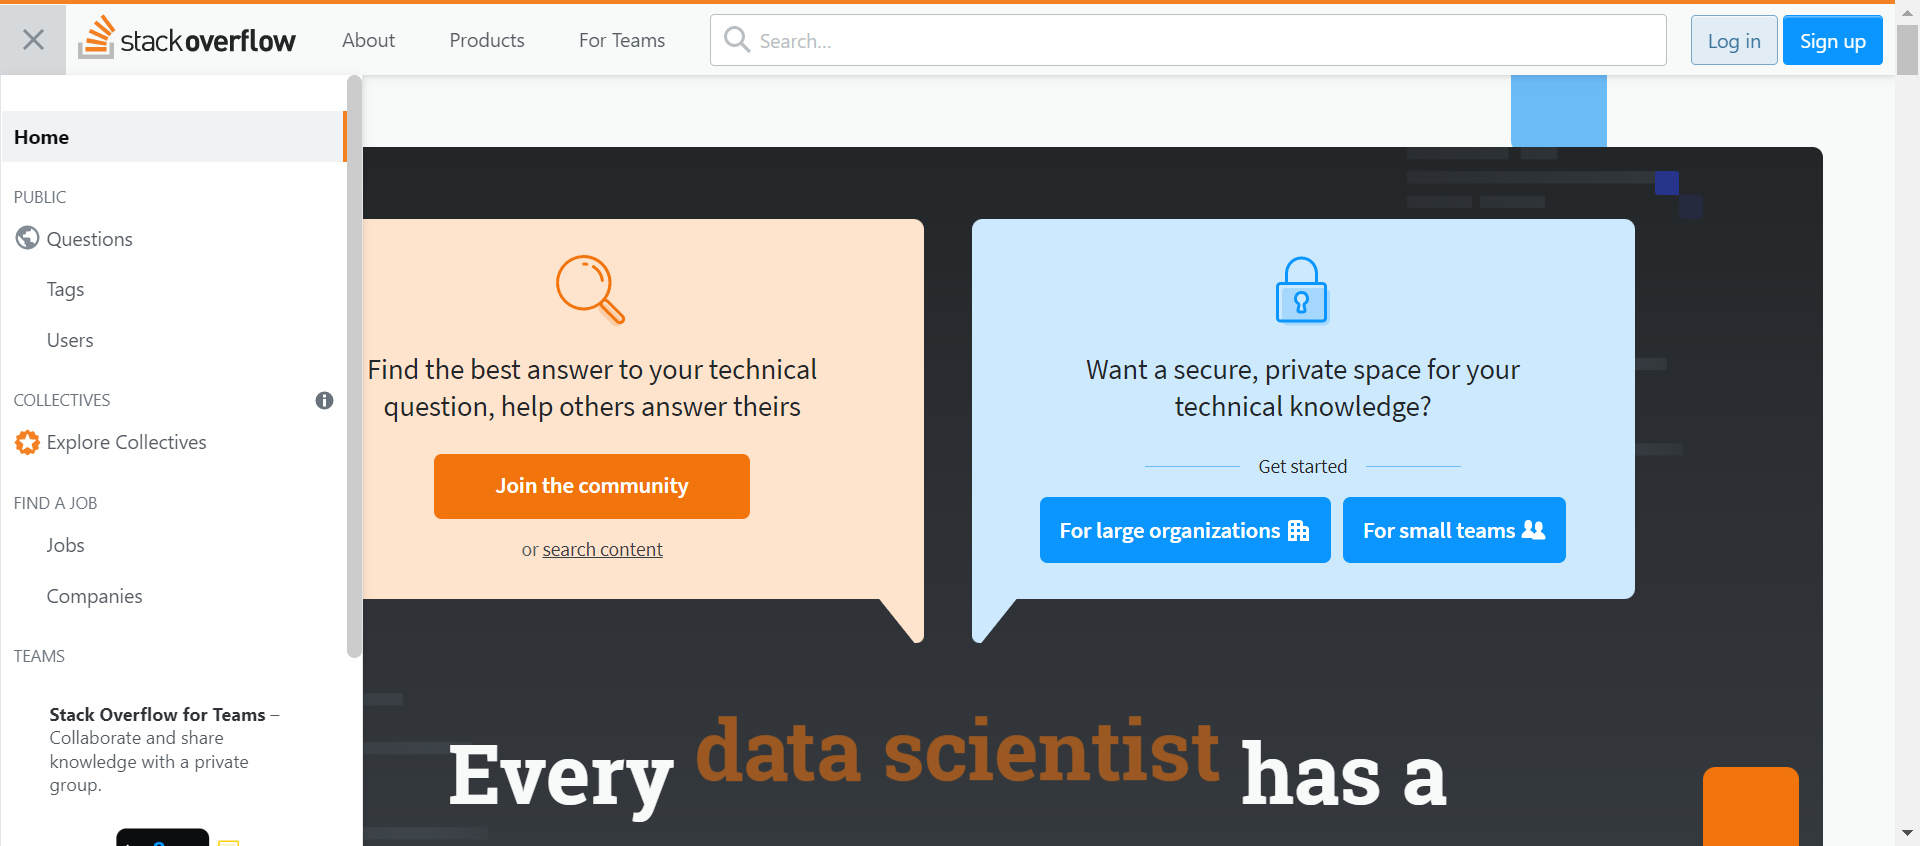 stack overflow
About
Products
For Teams
Search...
Log in
Sign up
Home
PUBLIC
Questions
Tags
Users
COLLECTIVES
Explore Collectives
FIND A JOB
Jobs
Companies
TEAMS
Stack Overflow for Teams –
Collaborate and share
knowledge with a private
group.
Find the best answer to your technical
question, help others answer theirs
Join the community
or search content
Want a secure, private space for your
technical knowledge?
Get started
For large organizations
For small teams
Every data scientist has a